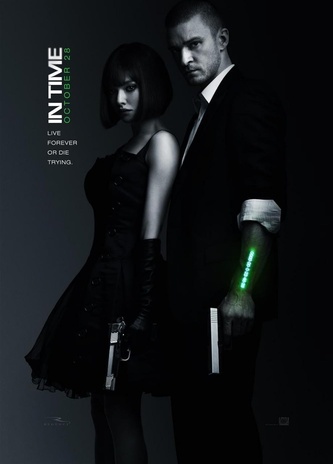 IN TIME
OCTOBER 28
LIVE
FOREVER
OR DIE
TRYING.